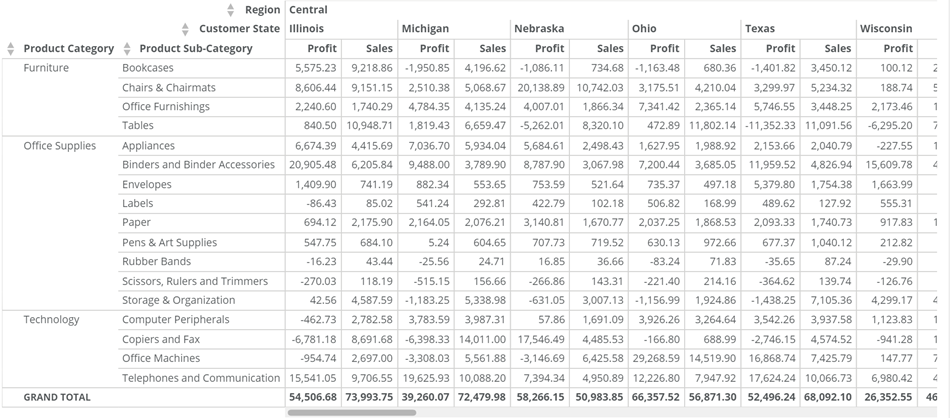 Region Central
Customer State Illinois Michigan Nebraska Ohio Texas Wisconsin
Product Category Product Sub-Category Profit Sales Profit Sales Profit Sales Profit Sales Profit Sales Profit
Furniture Bookcases 5,575.23 9,218.86 -1,950.85 4,196.62 -1,086.11 734.68 -1,163.48 680.36 -1,401.82 3,450.12 100.12 2
Chairs & Chairmats 8,606.44 9,151.15 2,510.38 5,068.67 20,138.89 10,742.03 3,175.51 4,210.04 3,299.97 5,234.32 188.74 5
Office Furnishings 2,240.60 1,740.29 4,784.35 4,135.24 4,007.01 1,866.34 7,341.42 2,365.14 5,746.55 3,448.25 2,173.46 1
Tables 840.50 10,948.71 1,819.43 6,659.47 -5,262.01 8,320.10 472.89 11,802.14 -11,352.33 11,091.56 -6,295.20 7
Office Supplies Appliances 6,674.39 4,415.69 7,036.70 5,934.04 5,684.61 2,498.43 1,627.95 1,988.92 2,153.66 2,040.79 -227.55 1
Binders and Binder Accessories 20,905.48 6,205.84 9,488.00 3,789.90 8,787.90 3,067.98 7,200.44 3,685.05 11,959.52 4,826.94 15,609.78 4
Envelopes 1,409.90 741.19 882.34 553.65 753.59 521.64 735.37 497.18 5,379.80 1,754.38 1,663.99
Labels -86.43 85.02 541.24 292.81 422.79 102.18 506.82 168.99 489.62 127.92 555.31
Paper 694.12 2,175.90 2,164.05 2,076.21 3,140.81 1,670.77 2,037.25 1,868.53 2,093.33 1,740.73 917.83 1
Pens & Art Supplies 547.75 684.10 5.24 604.65 707.73 719.52 630.13 972.66 677.37 1,040.12 212.82
Rubber Bands -16.23 43.44 -25.56 24.71 16.85 36.66 -83.24 71.83 -35.65 87.24 -29.90
Scissors, Rulers and Trimmers -270.03 118.19 -515.15 156.66 -266.86 143.31 -221.40 214.16 -364.62 139.74 -126.76
Storage & Organization 42.56 4,587.59 -1,183.25 5,338.98 -631.05 3,007.13 -1,156.99 1,924.86 -1,438.25 7,105.36 4,299.17 4
Technology Computer Peripherals -462.73 2,782.58 3,783.59 3,987.31 57.86 1,691.09 3,926.26 3,264.64 3,542.26 3,937.58 1,123.83 1
Copiers and Fax -6,781.18 8,691.68 -6,398.33 14,011.00 17,546.49 4,485.53 -166.80 688.99 -2,746.15 4,574.52 -941.28 1
Office Machines -954.74 2,697.00 -3,308.03 5,561.88 -3,146.69 6,425.58 29,268.59 14,519.90 16,868.74 7,425.79 147.77 7
Telephones and Communication 15,541.05 9,706.55 19,625.93 10,088.20 7,394.34 4,950.89 12,226.80 7,947.92 17,624.24 10,066.73 6,980.42 4
GRAND TOTAL 54,506.68 73,993.75 39,260.07 72,479.98 58,266.15 50,983.85 66,357.52 56,871.30 52,496.24 68,092.10 26,352.55 46